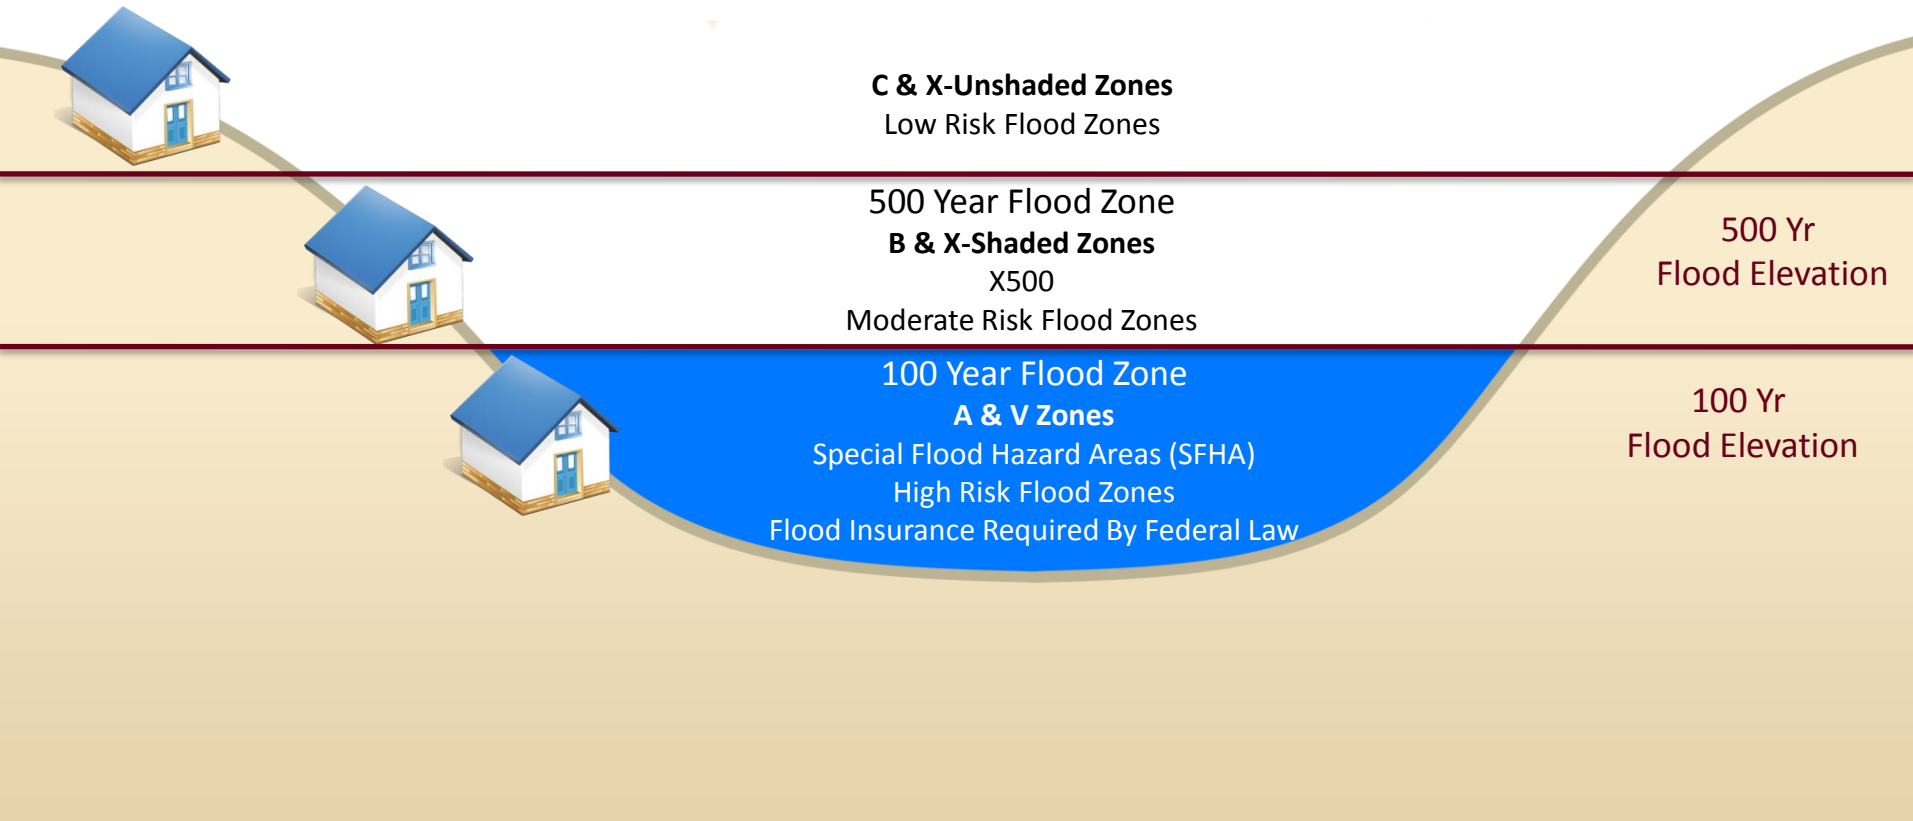 C & X-Unshaded Zones
Low Risk Flood Zones
500 Year Flood Zone
B & X-Shaded Zones
X500
Moderate Risk Flood Zones
500 Yr
Flood Elevation
100 Year Flood Zone
A & V Zones
Special Flood Hazard Areas (SFHA)
High Risk Flood Zones
Flood Insurance Required By Federal Law
100 Yr
Flood Elevation